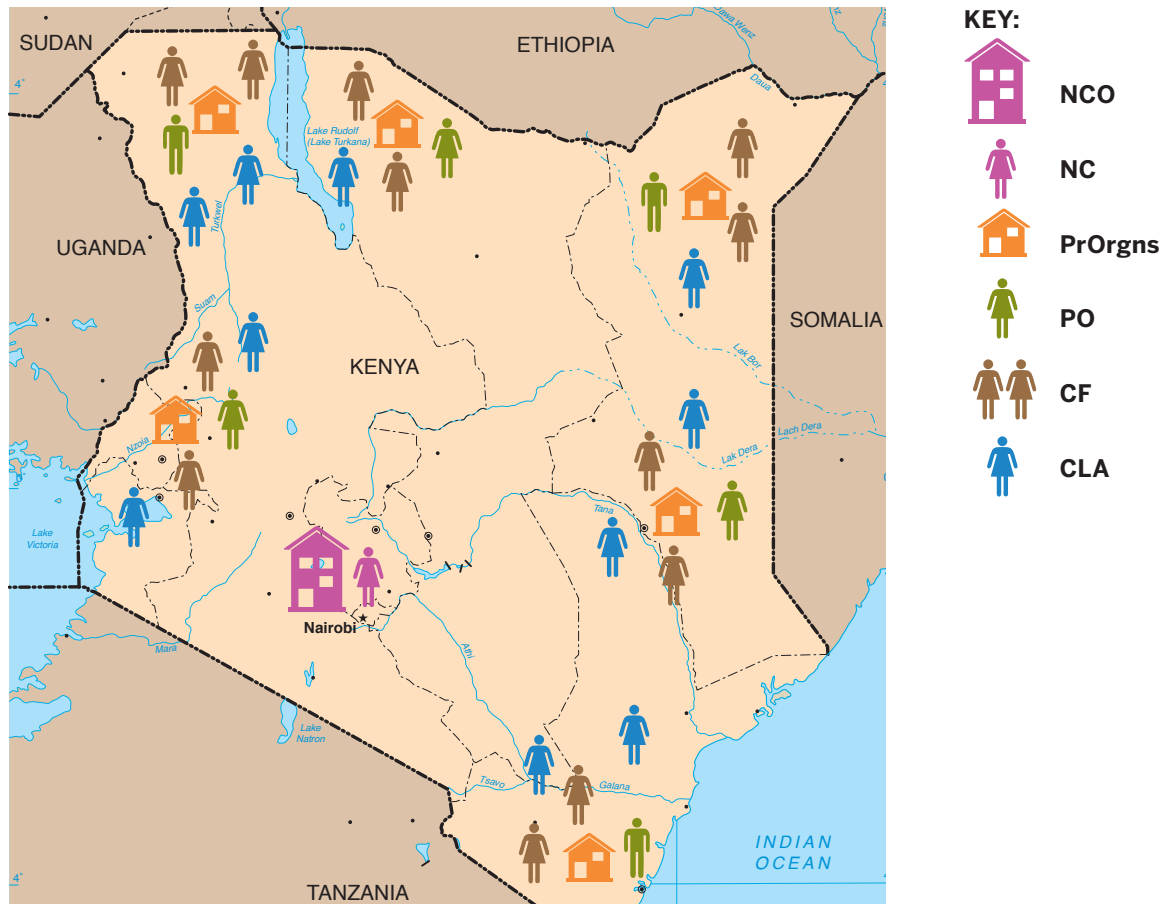 SUDAN
ETHIOPIA
Dawa Wenz
4°
Daua
Lake Rudolf
(Lake Turkana)
Turkwel
UGANDA
Suam
SOMALIA
KENYA
Lak Bor
Lach Dera
Nzoia
Lak Dera
Tana
Lake
Victoria
Nairobi
Mara
Athi
Lake
Natron
Tsavo
Galana
INDIAN
OCEAN
4°
TANZANIA
KEY:
NCO
NC
PrOrgns
PO
CF
CLA